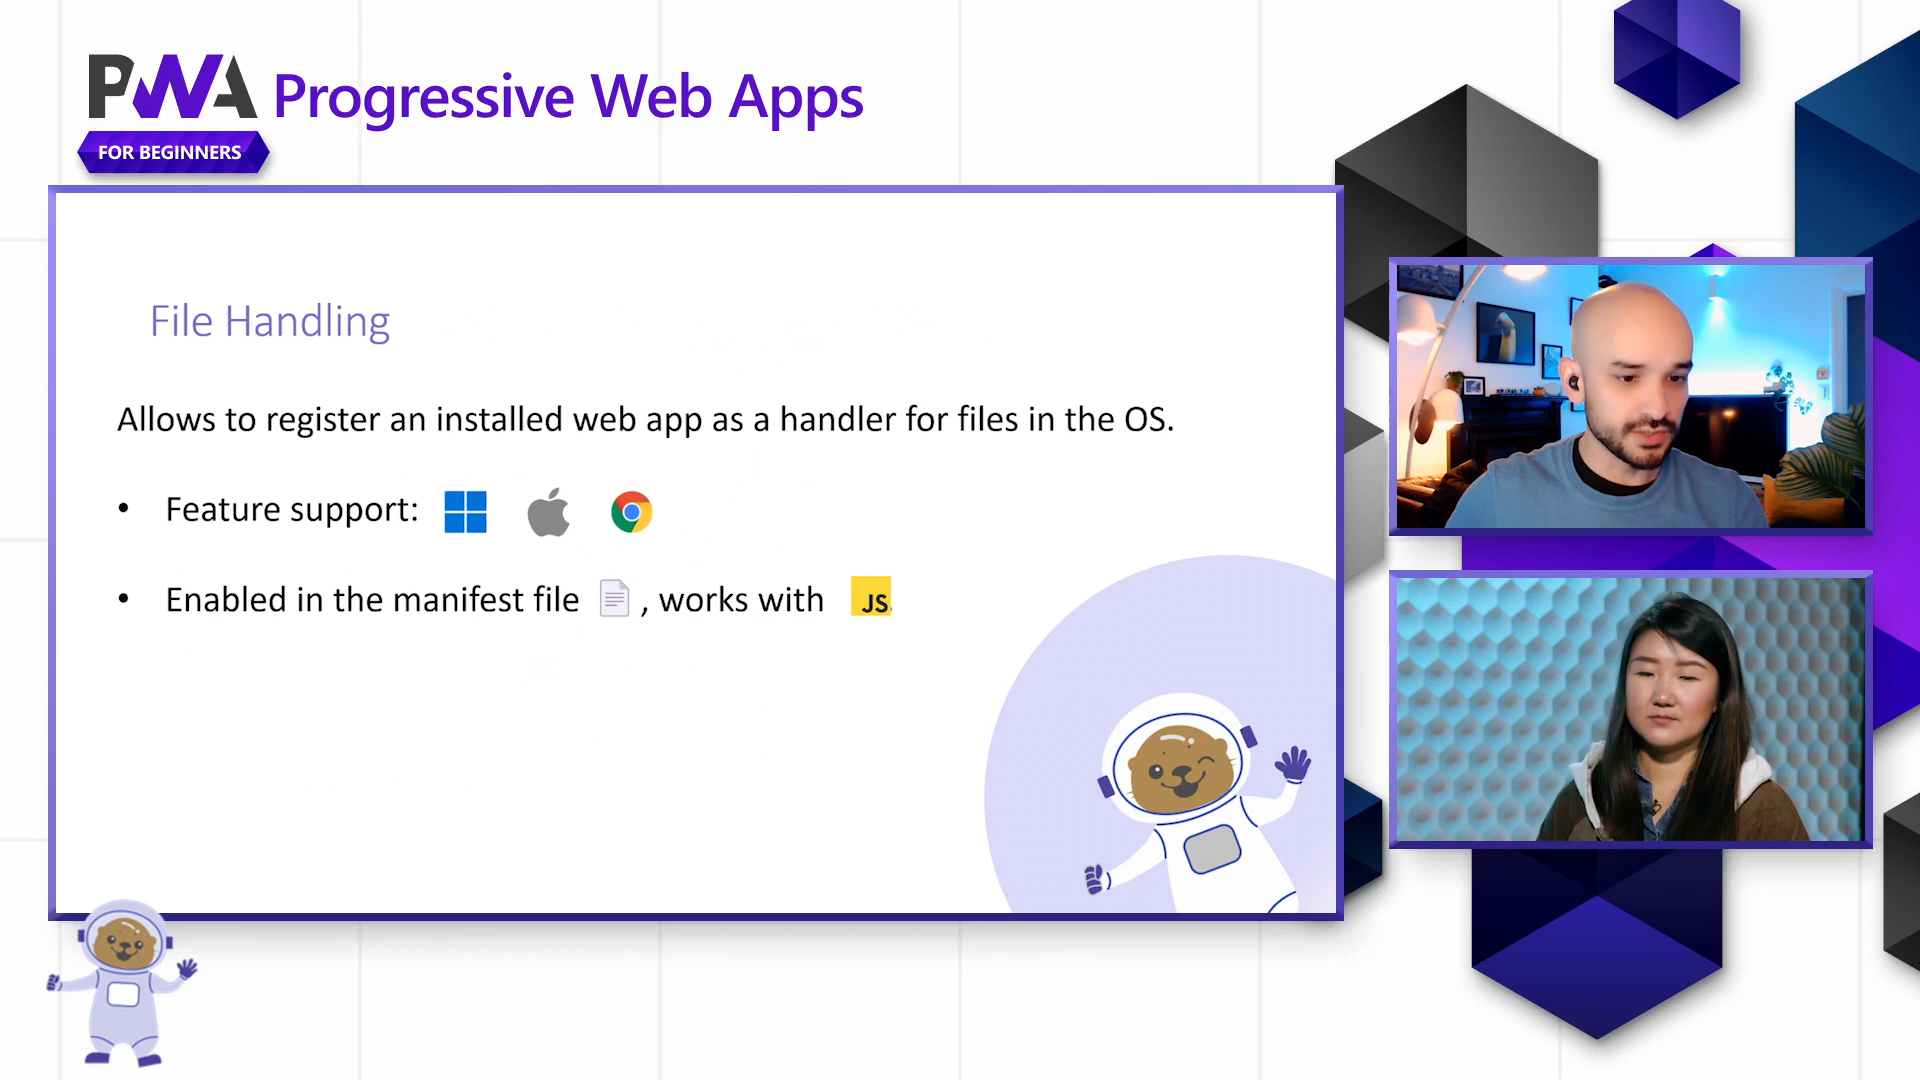 PWA Progressive Web Apps
FOR BEGINNERS
File Handling
Allows to register an installed web app as a handler for files in the OS.
• Feature support:
• Enabled in the manifest file , works with JS